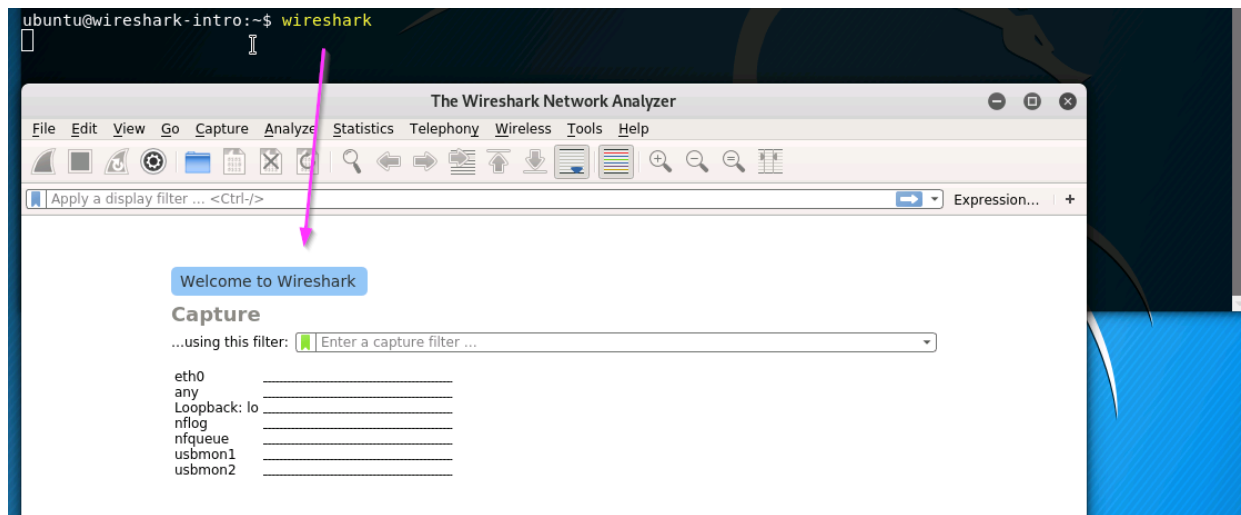 ubuntu@wireshark-intro:~$ wireshark
The Wireshark Network Analyzer
File Edit View Go Capture Analyze Statistics Telephony Wireless Tools Help
Apply a display filter ... <Ctrl-/> Expression... +
Welcome to Wireshark
Capture
...using this filter: Enter a capture filter ...
eth0
any
Loopback: lo
nflog
nfqueue
usbmon1
usbmon2